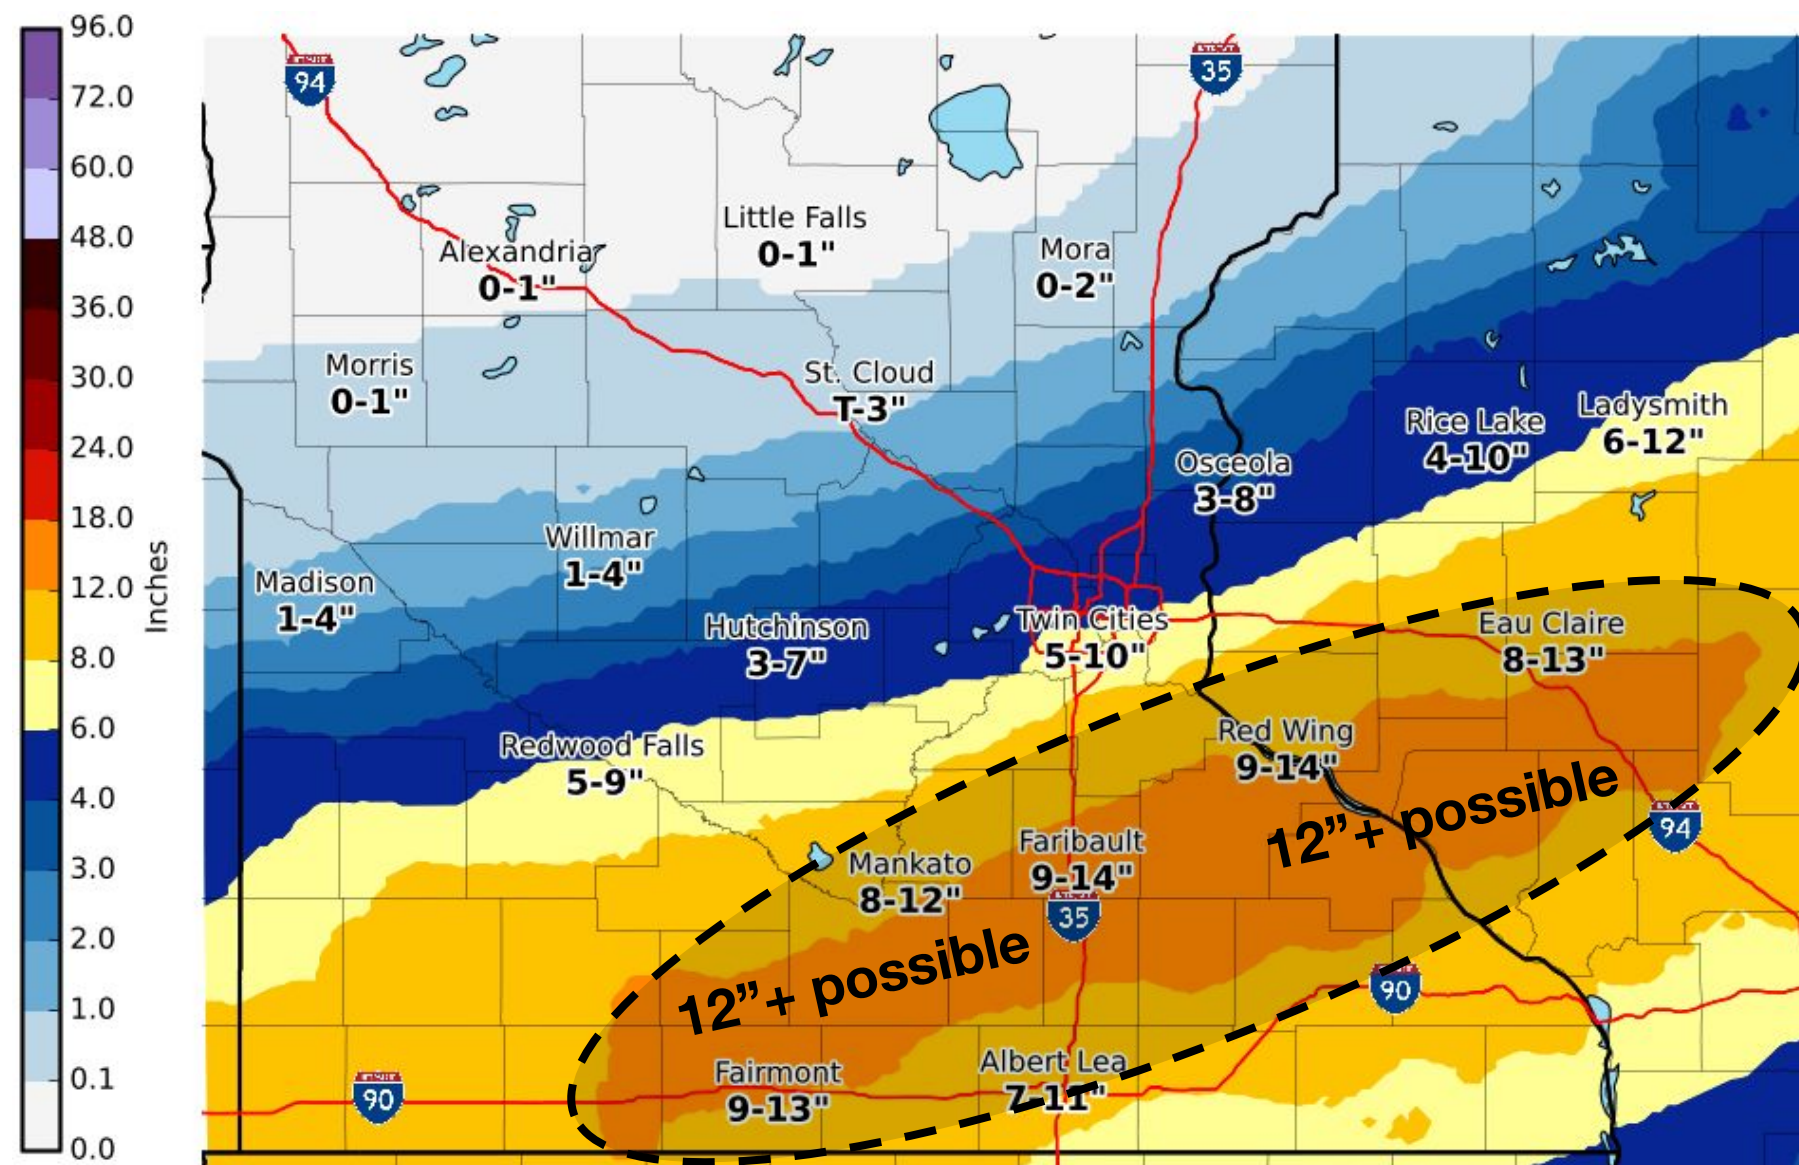 96.0
72.0
60.0
48.0
36.0
30.0
24.0
18.0
12.0
8.0
6.0
4.0
3.0
2.0
1.0
0.1
0.0
Inches
94
35
Little Falls
0-1"
Alexandria
0-1"
Mora
0-2"
Morris
0-1"
St. Cloud
T-3"
Ladysmith
6-12"
Rice Lake
4-10"
Osceola
3-8"
Willmar
1-4"
Madison
1-4"
Hutchinson
3-7"
Twin Cities
5-10"
Eau Claire
8-13"
Redwood Falls
5-9"
Red Wing
9-14"
12”+ possible
94
Faribault
9-14"
Mankato
8-12"
35
12”+ possible
90
Albert Lea
7-11"
Fairmont
9-13"
90